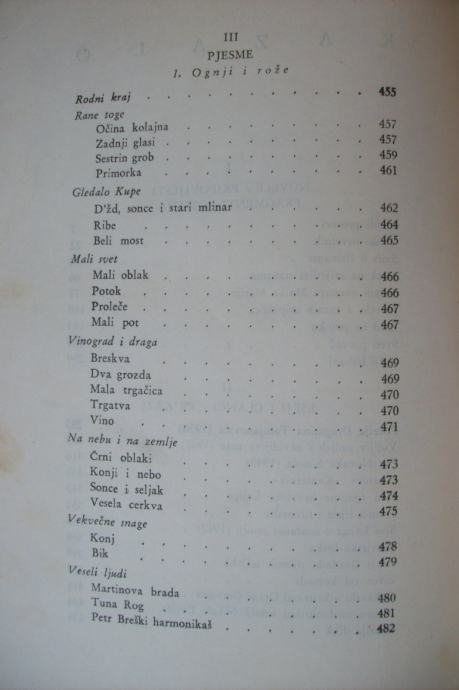 III
PJESME
1. Ognji i rože
Rodni kraj . . . . . . . . . . . 455
Rane toge
Očina kolajna . . . . . . . . . 457
Zadnji glasi . . . . . . . . . 457
Sestrin grob . . . . . . . . . 459
Primorka . . . . . . . . . . 461
Gledalo Kupe
D'žd, sonce i stari mlinar . . . . . . 462
Ribe . . . . . . . . . . . 464
Beli most . . . . . . . . . . 465
Mali svet
Mali oblak . . . . . . . . . . 466
Potok . . . . . . . . . . . 466
Proleče . . . . . . . . . . . 467
Mali pot . . . . . . . . . . 467
Vinograd i draga
Breskva . . . . . . . . . . . 469
Dva grozda . . . . . . . . . . 469
Mala trgačica . . . . . . . . . 470
Trgatva . . . . . . . . . . . 470
Vino . . . . . . . . . . . 471
Na nebu i na zemlje
Črni oblaki . . . . . . . . . . 473
Konji i nebo . . . . . . . . . 473
Sonce i seljak . . . . . . . . . 474
Vesela cerkva . . . . . . . . . 475
Vekvečne snage
Konj . . . . . . . . . . . 478
Bik . . . . . . . . . . . 479
Veseli ljudi
Martinova brada . . . . . . . . 480
Tuna Rog . . . . . . . . . . 481
Petr Breški harmonikaš . . . . . . . 482